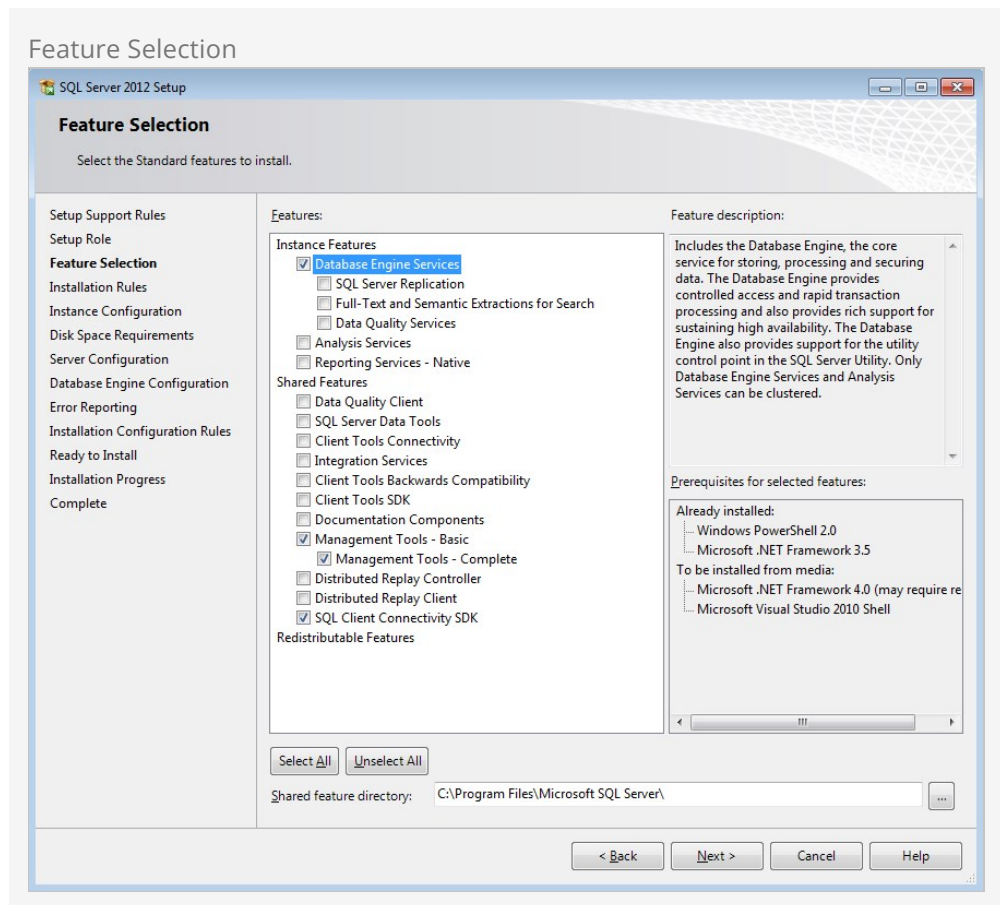 Feature Selection
SQL Server 2012 Setup
Feature Selection
Select the Standard features to install.
Setup Support Rules
Setup Role
Feature Selection
Installation Rules
Instance Configuration
Disk Space Requirements
Server Configuration
Database Engine Configuration
Error Reporting
Installation Configuration Rules
Ready to Install
Installation Progress
Complete
Features:
Instance Features
Database Engine Services
SQL Server Replication
Full-Text and Semantic Extractions for Search
Data Quality Services
Analysis Services
Reporting Services - Native
Shared Features
Data Quality Client
SQL Server Data Tools
Client Tools Connectivity
Integration Services
Client Tools Backwards Compatibility
Client Tools SDK
Documentation Components
Management Tools - Basic
Management Tools - Complete
Distributed Replay Controller
Distributed Replay Client
SQL Client Connectivity SDK
Redistributable Features
Feature description:
Includes the Database Engine, the core
service for storing, processing and securing
data. The Database Engine provides
controlled access and rapid transaction
processing and also provides rich support for
sustaining high availability. The Database
Engine also provides support for the utility
control point in the SQL Server Utility. Only
Database Engine Services and Analysis
Services can be clustered.
Prerequisites for selected features:
Already installed:
Windows PowerShell 2.0
Microsoft .NET Framework 3.5
To be installed from media:
Microsoft .NET Framework 4.0 (may require re
Microsoft Visual Studio 2010 Shell
Select All
Unselect All
Shared feature directory:
C:\Program Files\Microsoft SQL Server\
...
< Back
Next >
Cancel
Help